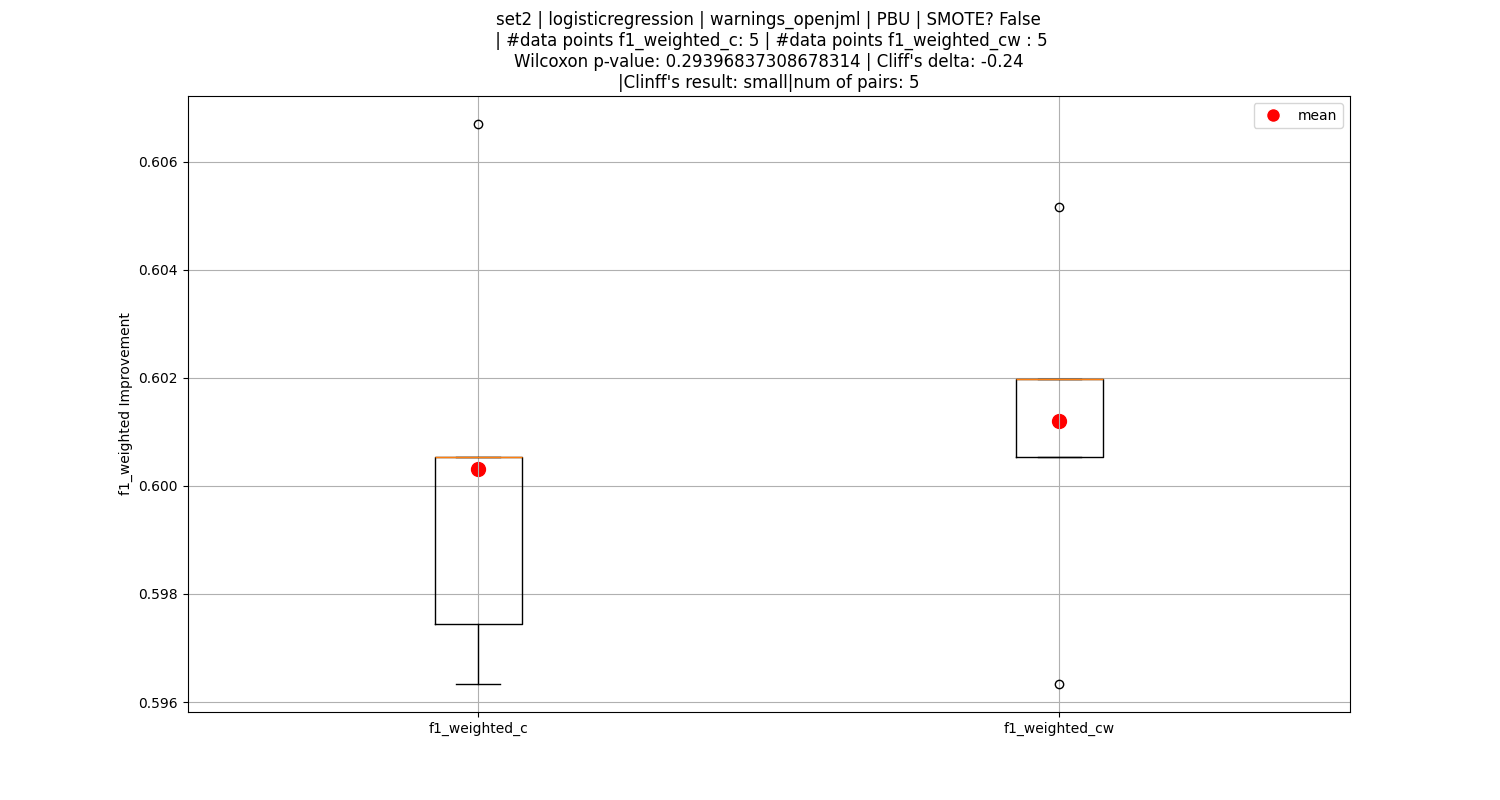 set2 | logisticregression | warnings_openjml | PBU | SMOTE? False
| #data points f1_weighted_c: 5 | #data points f1_weighted_cw : 5
Wilcoxon p-value: 0.29396837308678314 | Cliff's delta: -0.24
|Clinff's result: small|num of pairs: 5
mean
0.606
0.604
0.602
0.600
0.598
0.596
f1_weighted Improvement
f1_weighted_c
f1_weighted_cw